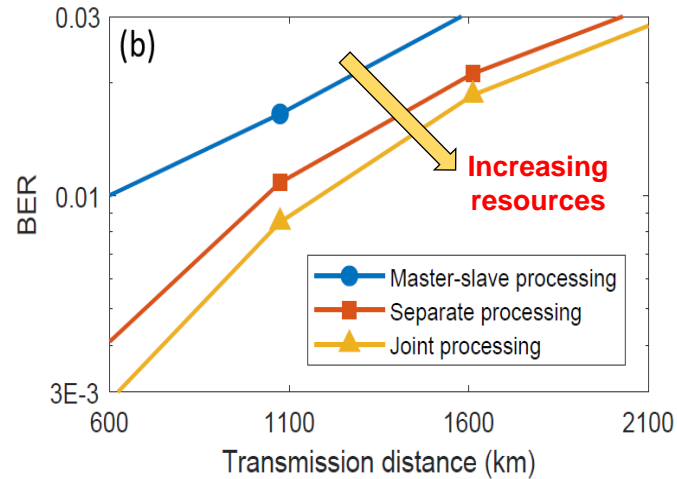 (b)
0.03
0.01
3E-3
BER
Increasing
resources
Master-slave processing
Separate processing
Joint processing
600 1100 1600 2100
Transmission distance (km)